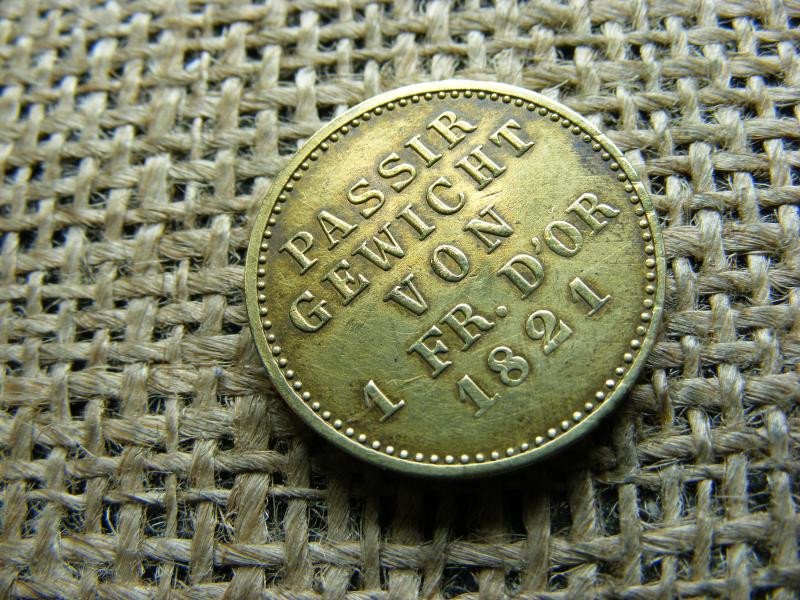 PASSIR
GEWICHT
VON
1 FR. D'OR
1821